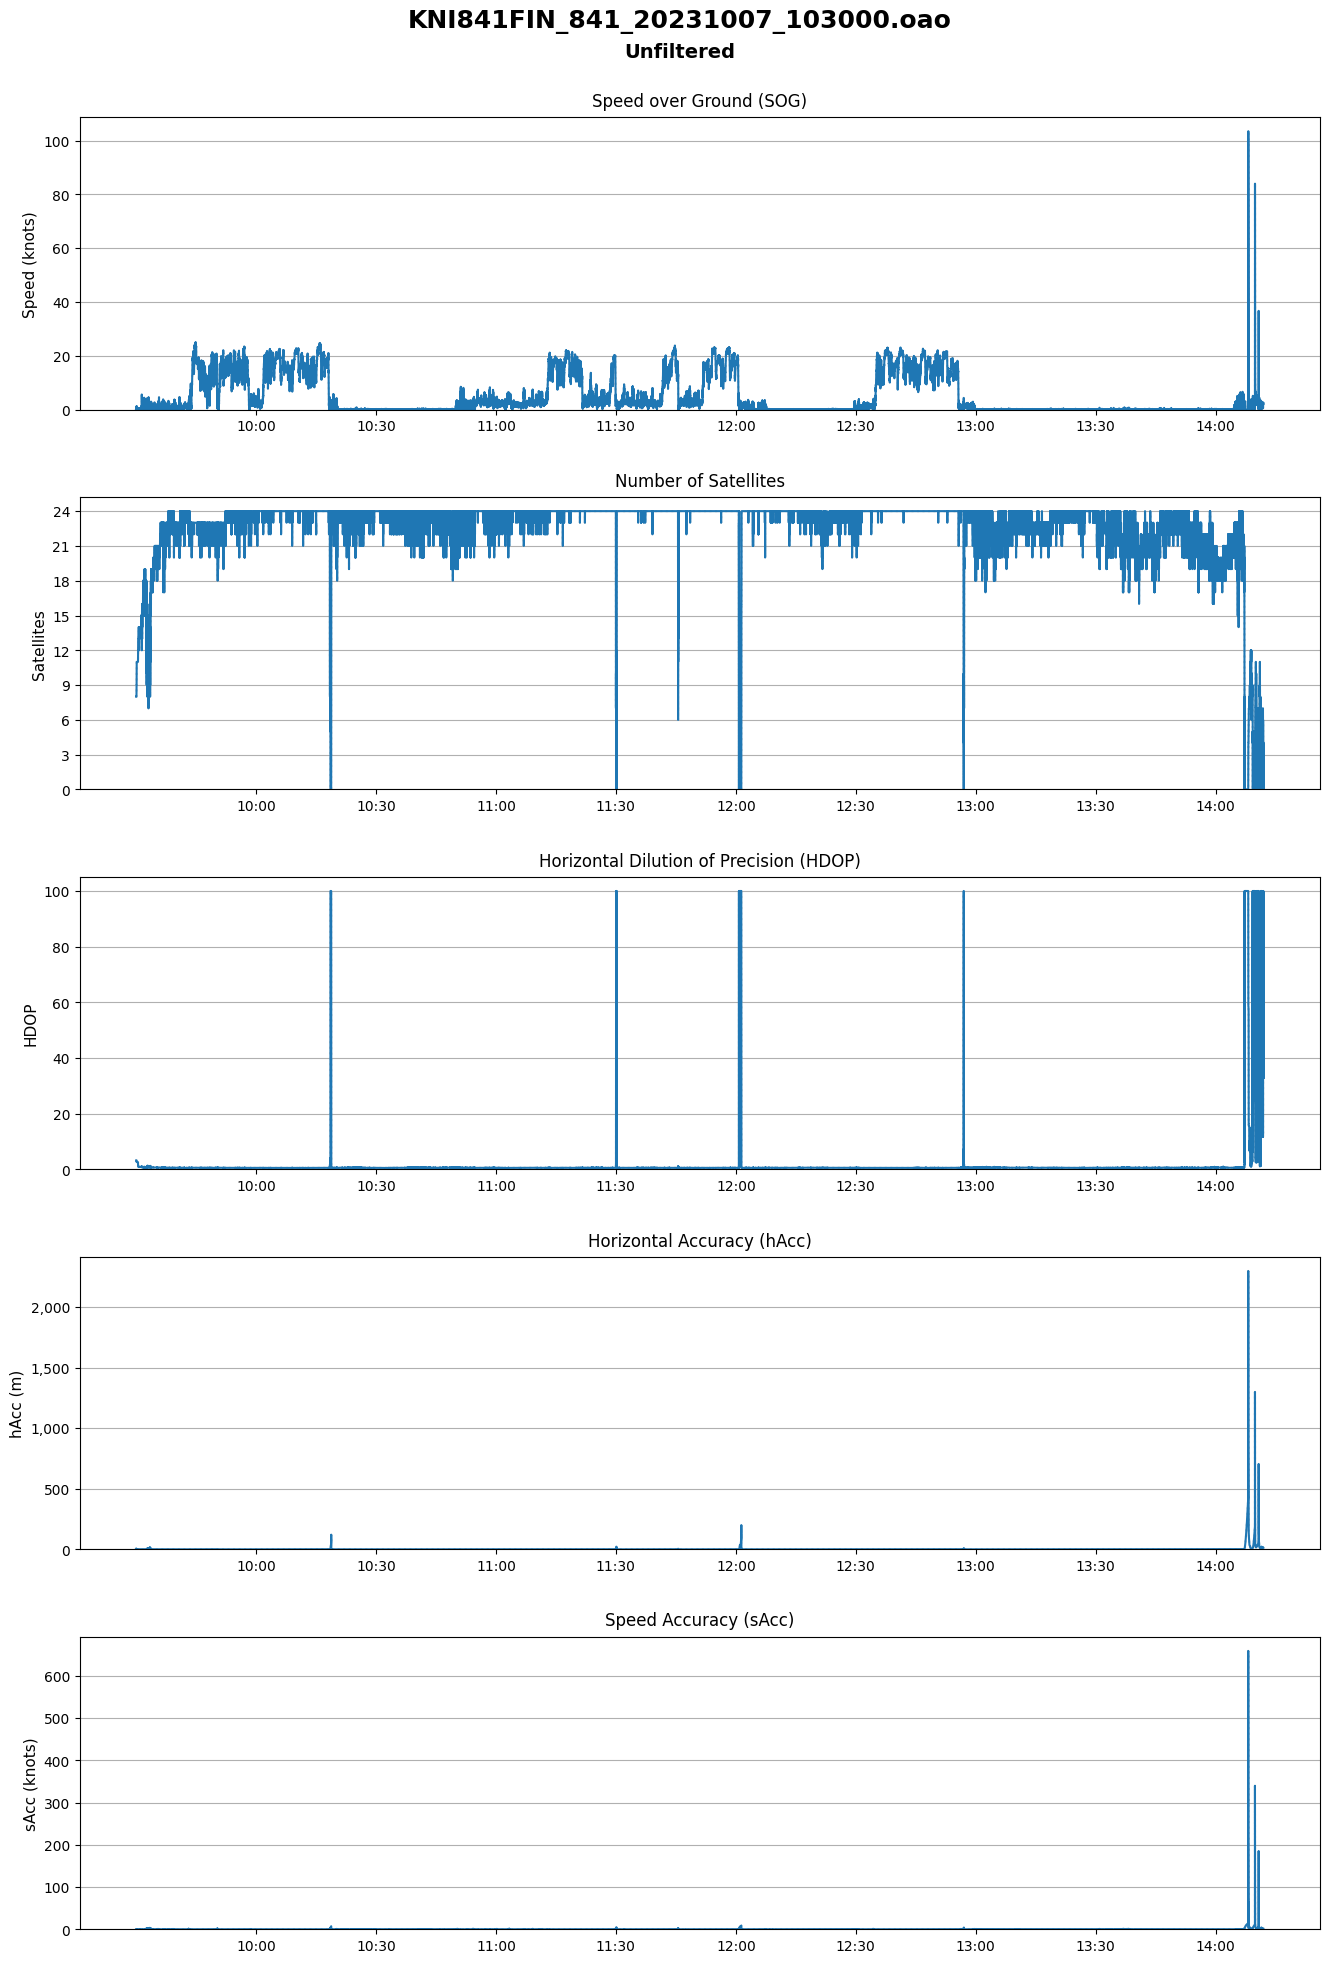 KNI841FIN_841_20231007_103000.oao
Unfiltered
Speed over Ground (SOG)
100
80
60
40
20
0
Speed (knots)
10:00 10:30 11:00 11:30 12:00 12:30 13:00 13:30 14:00
Number of Satellites
24
21
18
15
12
9
6
3
0
Satellites
10:00 10:30 11:00 11:30 12:00 12:30 13:00 13:30 14:00
Horizontal Dilution of Precision (HDOP)
100
80
60
40
20
0
HDOP
10:00 10:30 11:00 11:30 12:00 12:30 13:00 13:30 14:00
Horizontal Accuracy (hAcc)
2,000
1,500
1,000
500
0
hAcc (m)
10:00 10:30 11:00 11:30 12:00 12:30 13:00 13:30 14:00
Speed Accuracy (sAcc)
600
500
400
300
200
100
0
sAcc (knots)
10:00 10:30 11:00 11:30 12:00 12:30 13:00 13:30 14:00